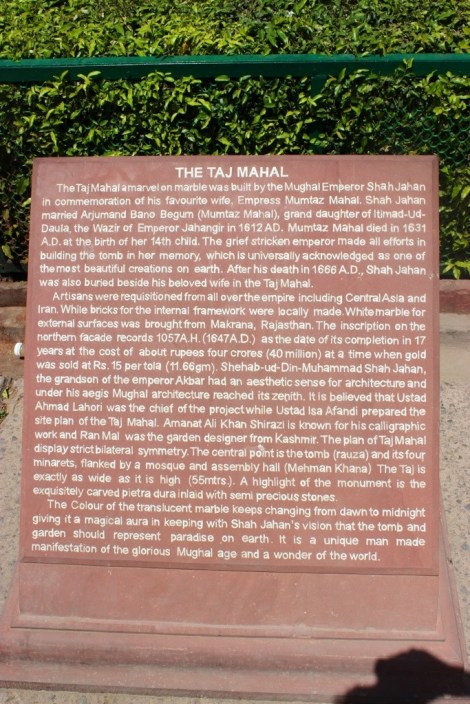 THE TAJ MAHAL
The Taj Mahal a marvel on marble was built by the Mughal Emperor Shah Jahan
in commemoration of his favourite wife, Empress Mumtaz Mahal. Shah Jahan
married Arjumand Bano Begum (Mumtaz Mahal), grand daughter of Itimad-Ud-
Daula, the Wazir of Emperor Jahangir in 1612 AD. Mumtaz Mahal died in 1631
A.D. at the birth of her 14th child. The grief stricken emperor made all efforts in
building the tomb in her memory, which is universally acknowledged as one of
the most beautiful creations on earth. After his death in 1666 A.D., Shah Jahan
was also buried beside his beloved wife in the Taj Mahal.
Artisans were requisitioned from all over the empire including Central Asia and
Iran. While bricks for the internal framework were locally made. White marble for
external surfaces was brought from Makrana, Rajasthan. The inscription on the
northern facade records 1057A.H. (1647A.D.) as the date of its completion in 17
years at the cost of about rupees four crores (40 million) at a time when gold
was sold at Rs. 15 per tola (11.66gm). Shehab-ud-Din-Muhammad Shah Jahan,
the grandson of the emperor Akbar had an aesthetic sense for architecture and
under his aegis Mughal architecture reached its zenith. It is believed that Ustad
Ahmad Lahori was the chief of the project while Ustad Isa Afandi prepared the
site plan of the Taj Mahal. Amanat Ali Khan Shirazi is known for his calligraphic
work and Ran Mal was the garden designer from Kashmir. The plan of Taj Mahal
display strict bilateral symmetry. The central point is the tomb (rauza) and its four
minarets, flanked by a mosque and assembly hall (Mehman Khana) The Taj is
exactly as wide as it is high (55mtrs.). A highlight of the monument is the
exquisitely carved pietra dura inlaid with semi precious stones.
The Colour of the translucent marble keeps changing from dawn to midnight
giving it a magical aura in keeping with Shah Jahan's vision that the tomb and
garden should represent paradise on earth. It is a unique man made
manifestation of the glorious Mughal age and a wonder of the world.